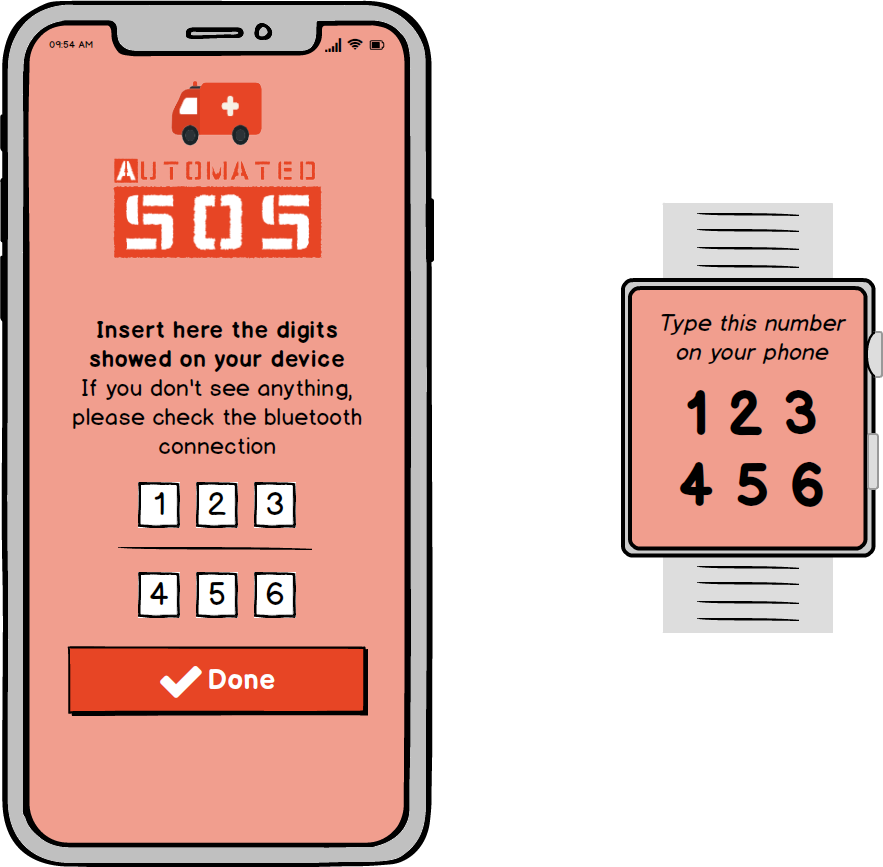 09:54 AM
AUTOMATED
SOS
Insert here the digits
showed on your device
If you don't see anything,
please check the bluetooth
connection
1 2 3
4 5 6
Done
Type this number
on your phone
1 2 3
4 5 6